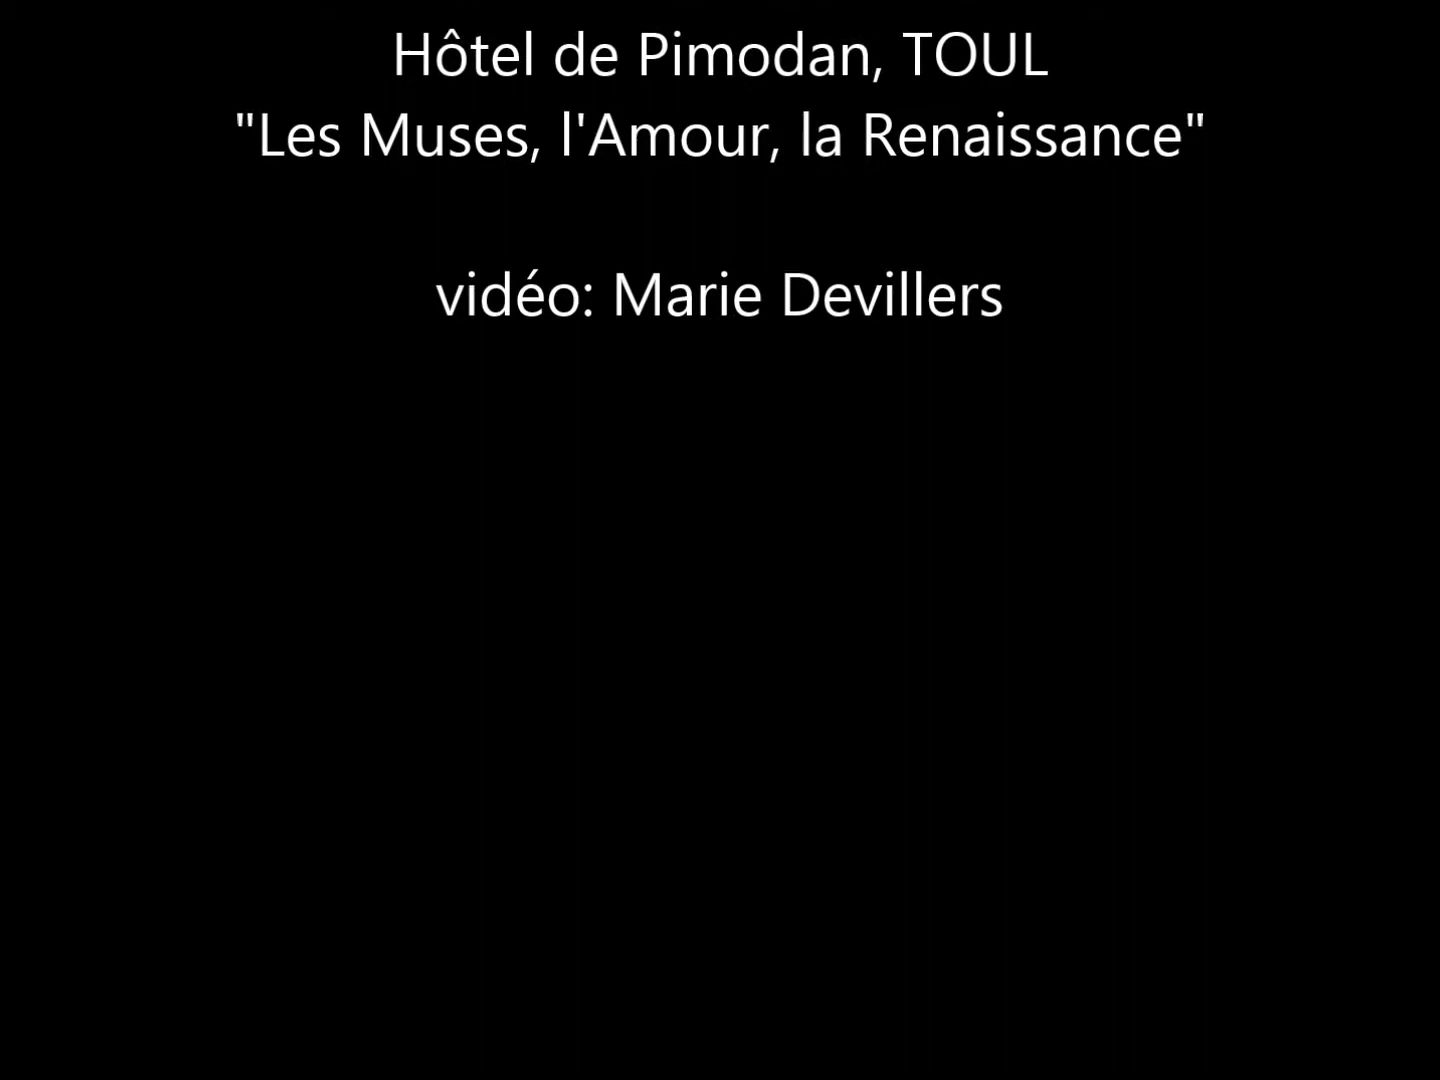 Hôtel de Pimodan, TOUL
"Les Muses, l'Amour, la Renaissance"
vidéo: Marie Devillers